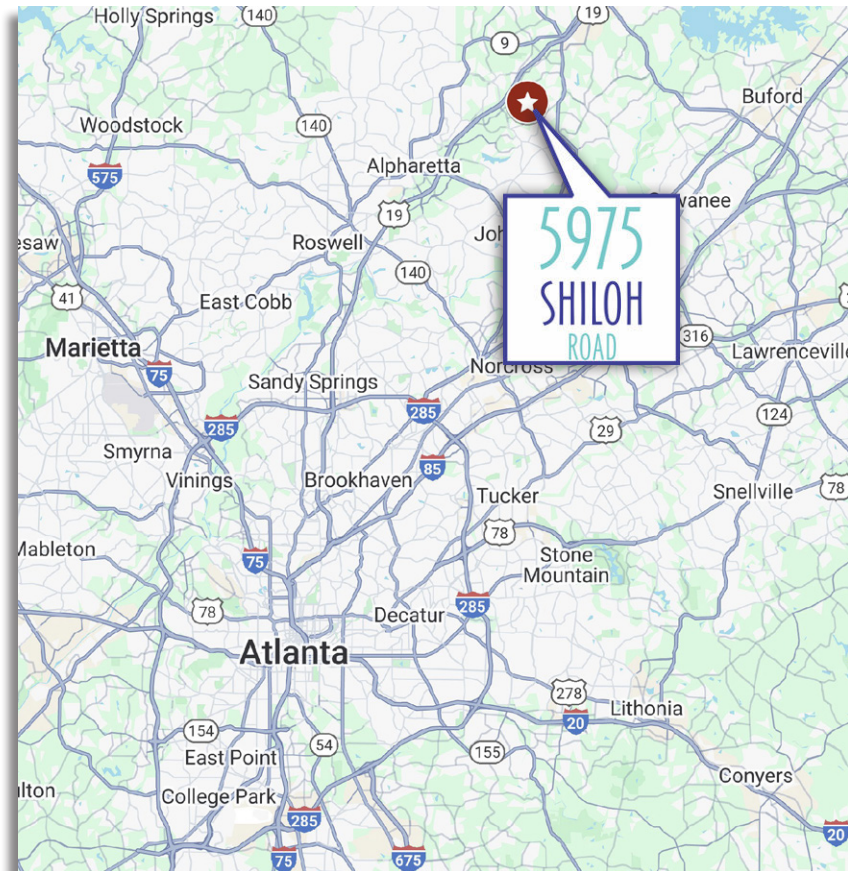 Holly Springs
140
19
9
Buford
Woodstock
140
575
Alpharetta
wanee
19
5975
esaw
Roswell
Joh
140
SHILOH
41
East Cobb
316
ROAD
Marietta
Lawrenceville
75
Norcross
Sandy Springs
285
124
285
29
Smyrna
85
Vinings
Brookhaven
Tucker
Snellville
78
78
Mableton
75
Stone
Mountain
78
Decatur
285
Atlanta
278
Lithonia
20
154
54
155
East Point
Conyers
ulton
College Park
285
20
75
675